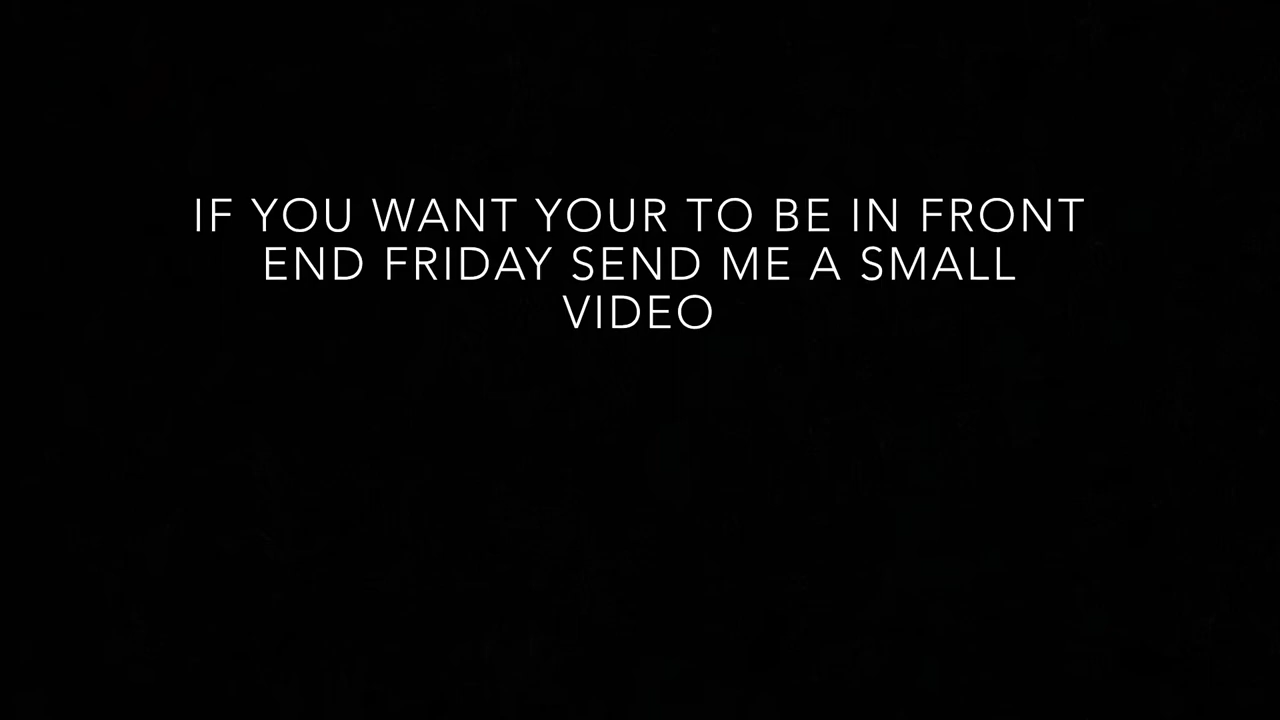 IF YOU WANT YOUR TO BE IN FRONT
END FRIDAY SEND ME A SMALL
VIDEO